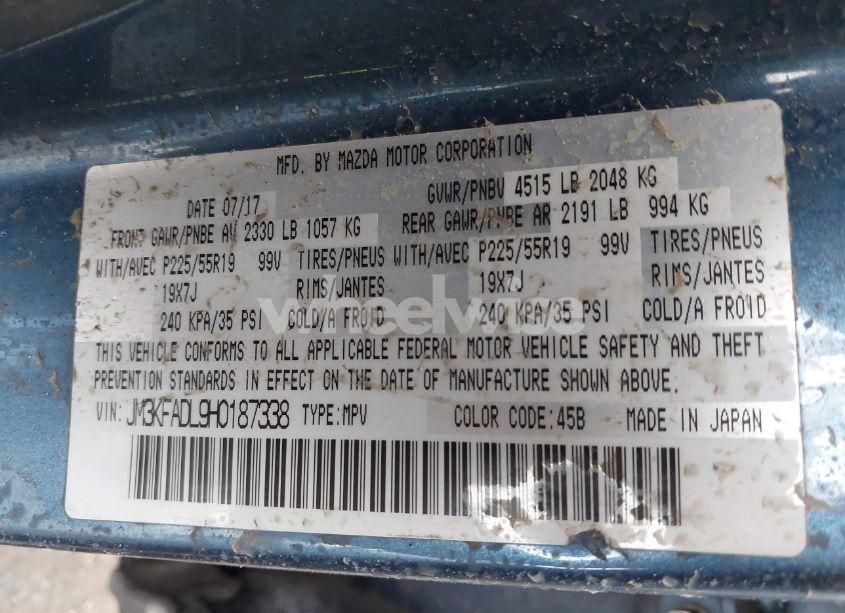 MFD. BY MAZDA MOTOR CORPORATION
DATE 07/17 GVWR/PNBV 4515 LB 2048 KG
FRONT GAWR/PNBE AV 2330 LB 1057 KG REAR GAWR/PNBE AR 2191 LB 994 KG
WITH/AVEC P225/55R19 99V TIRES/PNEUS WITH/AVEC P225/55R19 99V TIRES/PNEUS
19X7J RIMS/JANTES 19X7J RIMS/JANTES
240 KPA/35 PSI COLD/A FROID 240 KPA/35 PSI COLD/A FROID
wheelwiss
THIS VEHICLE CONFORMS TO ALL APPLICABLE FEDERAL MOTOR VEHICLE SAFETY AND THEFT
PREVENTION STANDARDS IN EFFECT ON THE DATE OF MANUFACTURE SHOWN ABOVE.
VIN: JM3KFADL9H0187338 TYPE:MPV COLOR CODE:45B MADE IN JAPAN